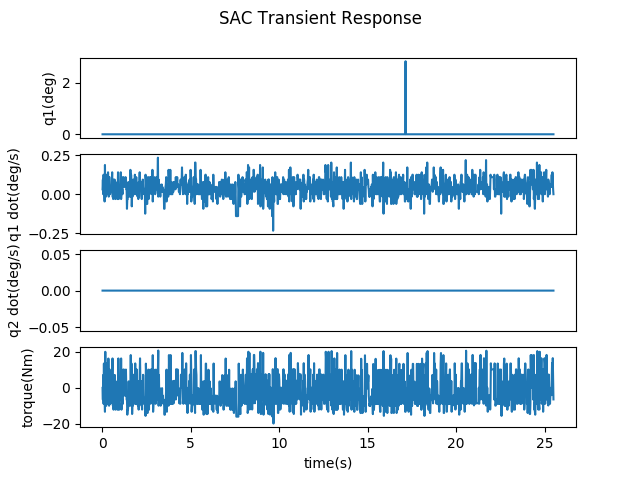 SAC Transient Response
q1(deg)
2
0
q1 dot(deg/s)
0.25
0.00
−0.25
q2 dot(deg/s)
0.05
0.00
−0.05
torque(Nm)
20
0
−20
0 5 10 15 20 25
time(s)